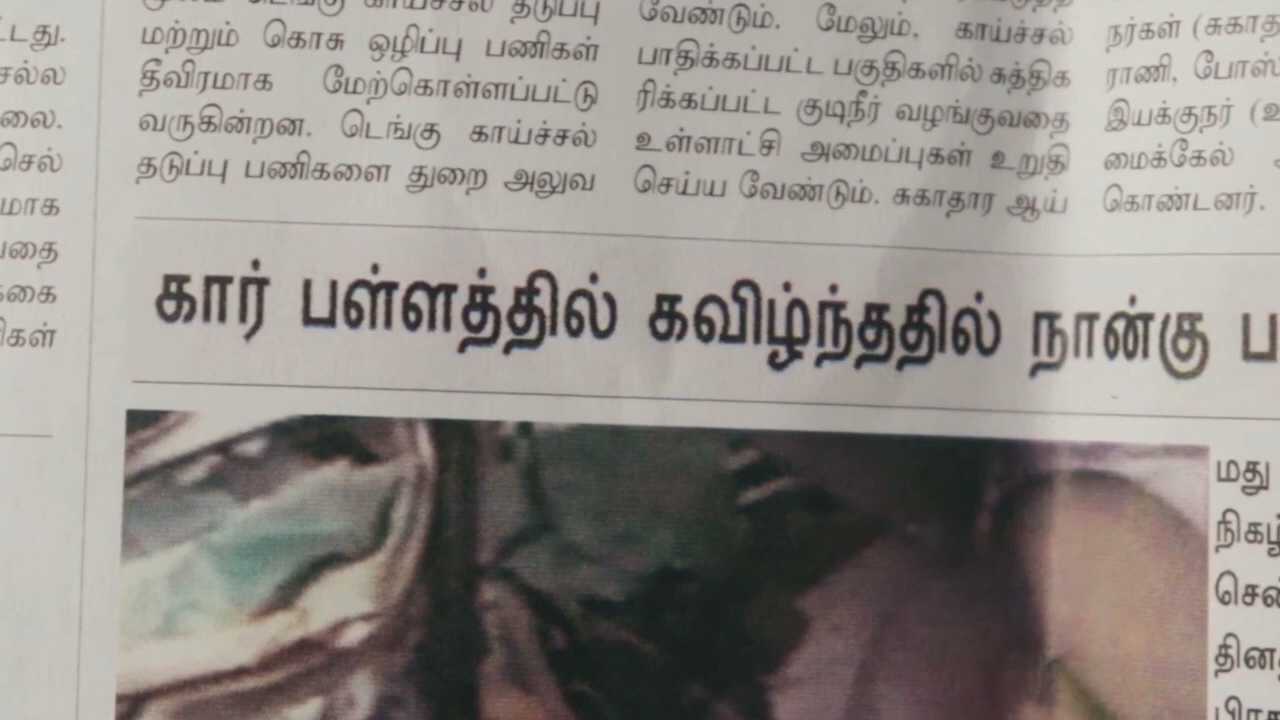 டெங்கு காய்ச்சல் தடுப்பு
மற்றும் கொசு ஒழிப்பு பணிகள்
தீவிரமாக மேற்கொள்ளப்பட்டு
வருகின்றன. டெங்கு காய்ச்சல்
தடுப்பு பணிகளை துறை அலுவ
வேண்டும். மேலும், காய்ச்சல்
பாதிக்கப்பட்ட பகுதிகளில் சுத்திக
ரிக்கப்பட்ட குடிநீர் வழங்குவதை
உள்ளாட்சி அமைப்புகள் உறுதி
செய்ய வேண்டும். சுகாதார ஆய்
நர்கள் (சுகாத
ராணி, போஸ்
இயக்குநர் (உ
மைக்கேல்
கொண்டனர்.
கார் பள்ளத்தில் கவிழ்ந்ததில் நான்கு ப
மது